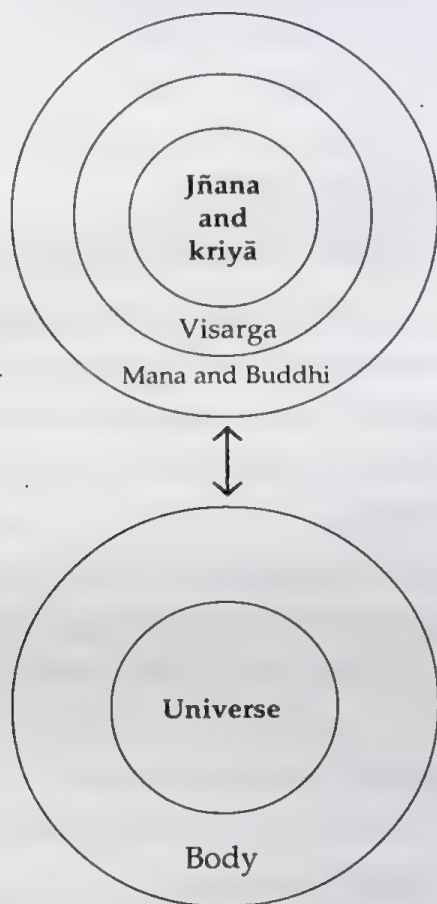 Jñana
and
kriyā
Visarga
Mana and Buddhi
Universe
Body